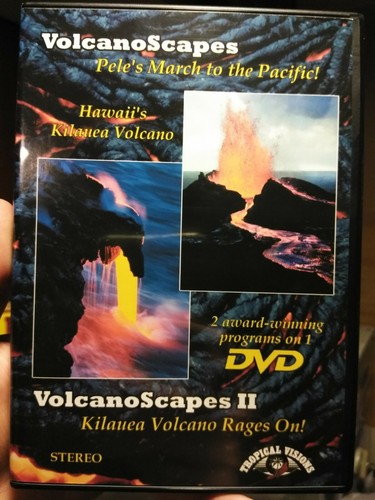 VolcanoScapes
Pele's March to the Pacific!
Hawaii's
Kilauea Volcano
2 award-winning
programs on 1
DVD
VolcanoScapes II
Kilauea Volcano Rages On!
STEREO
TROPICAL VISIONS